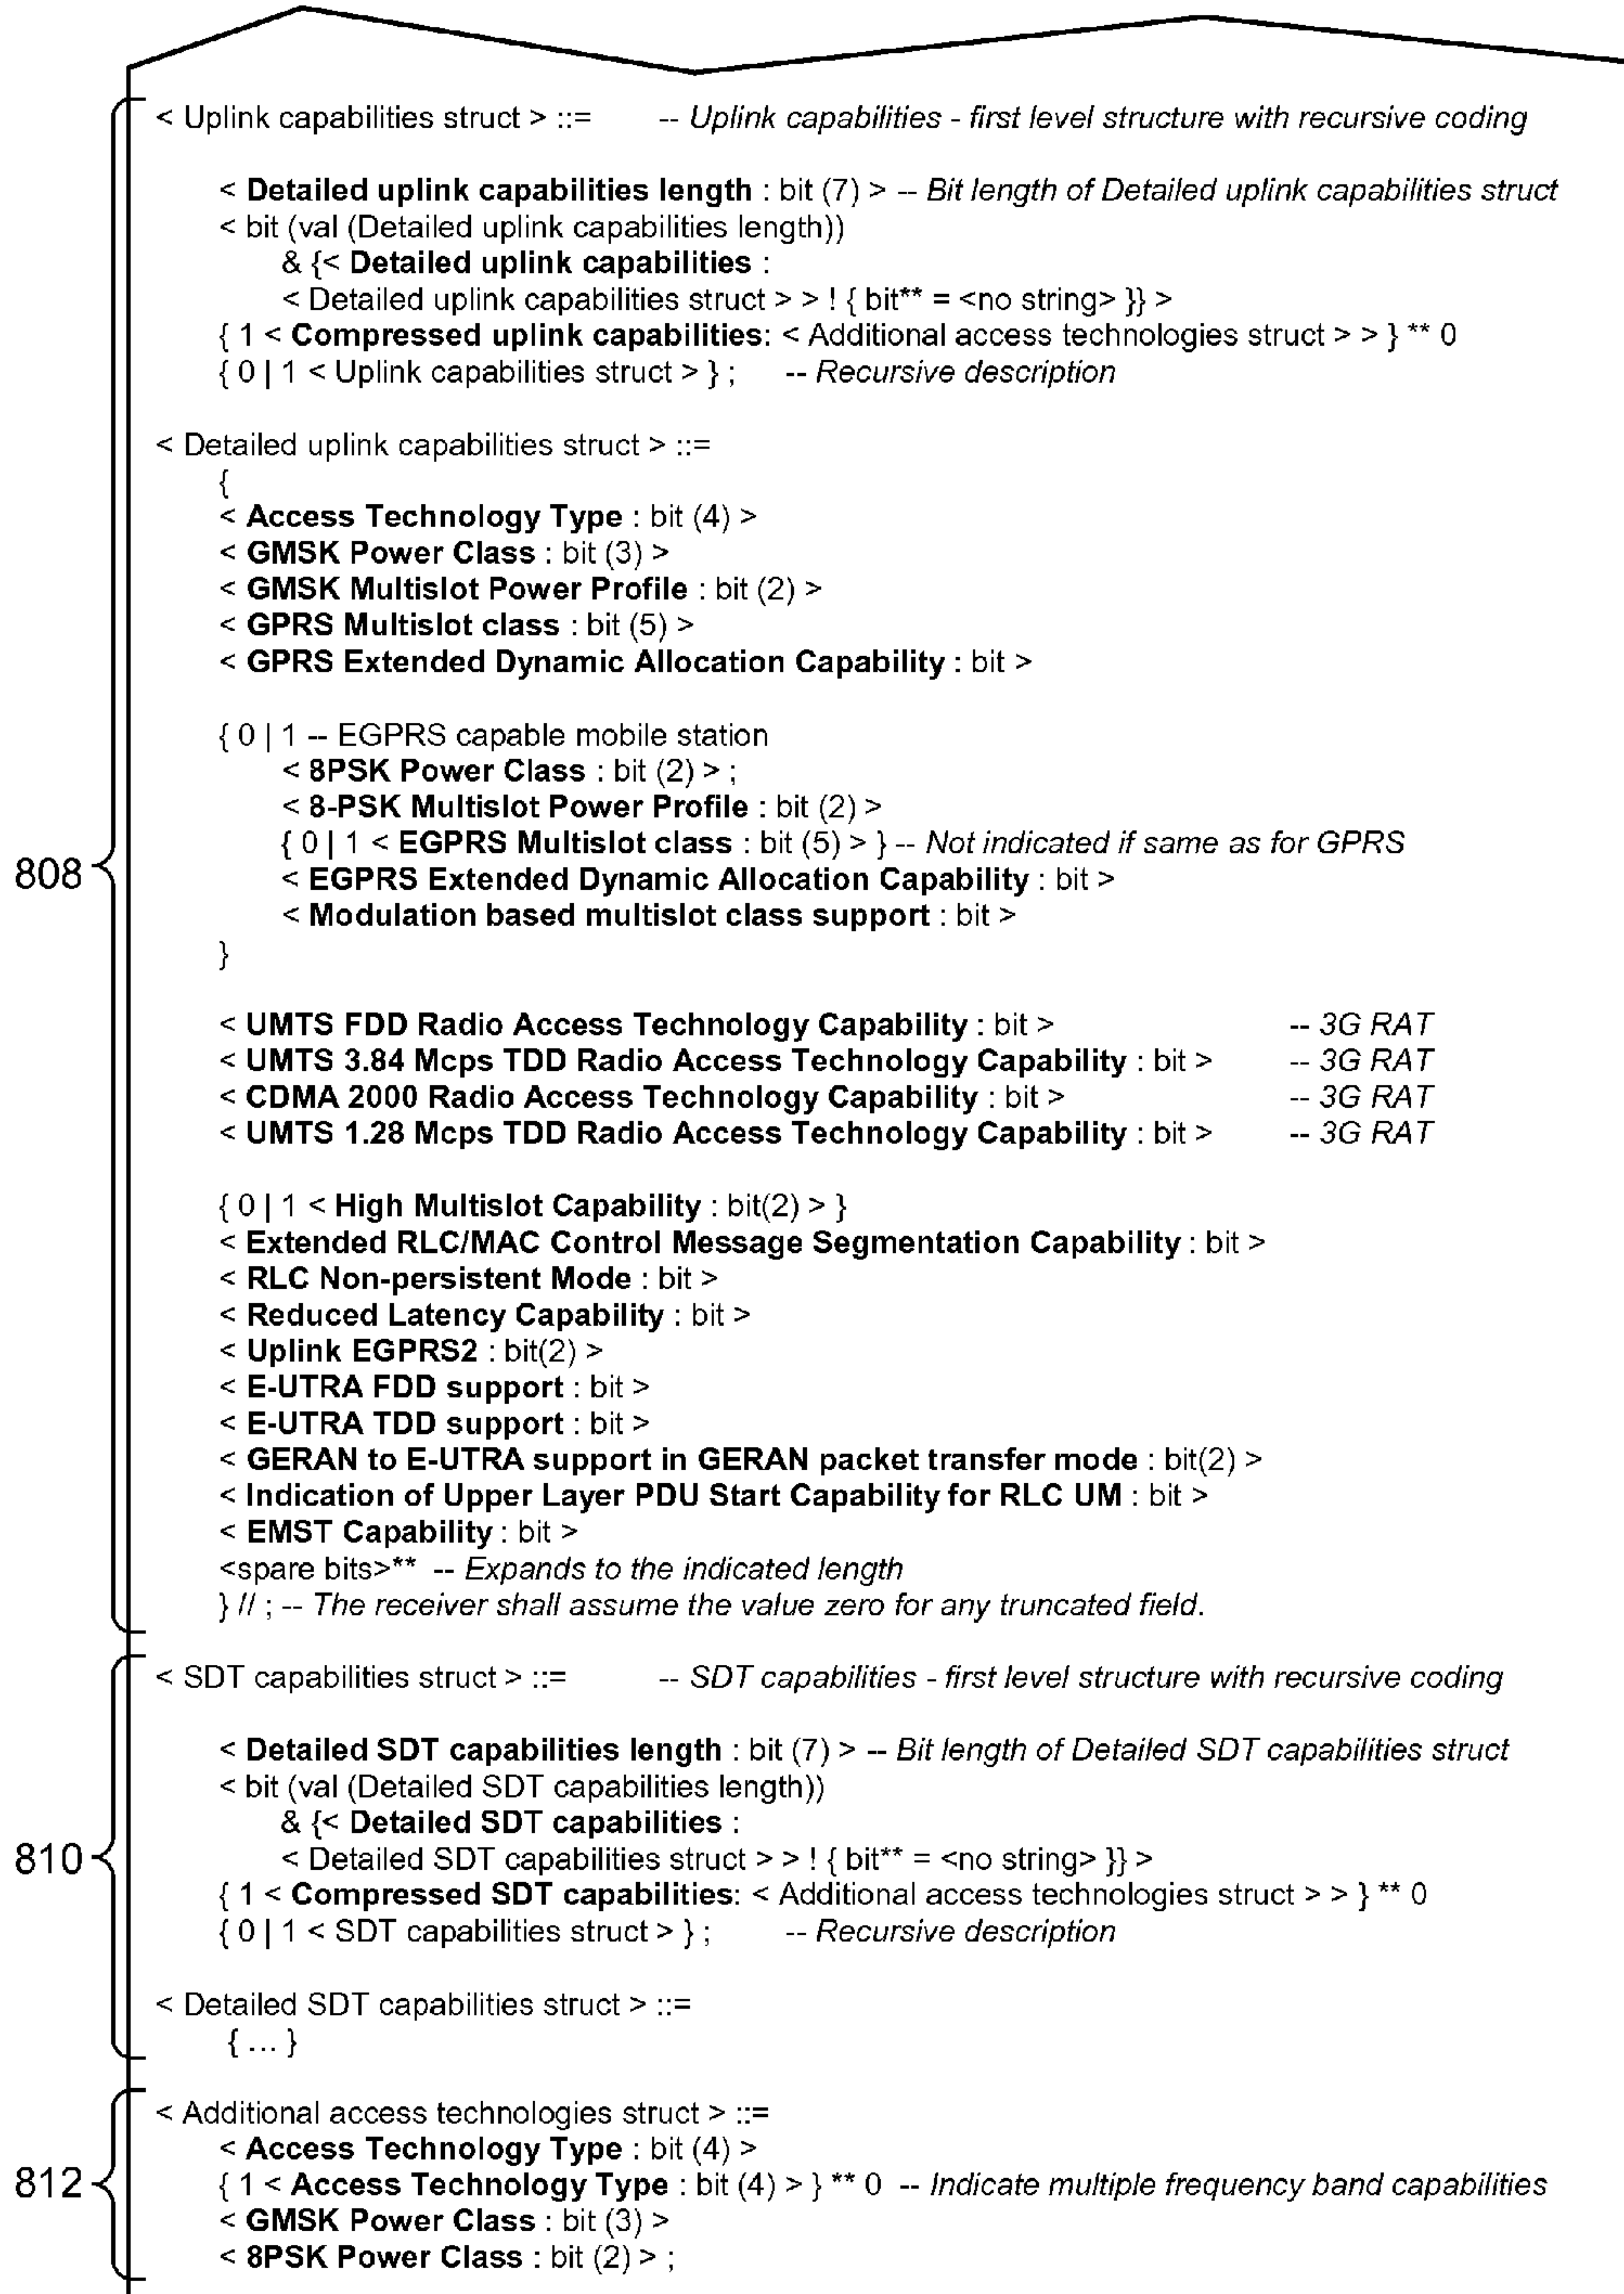 < Uplink capabilities struct > ::= -- Uplink capabilities - first level structure with recursive coding
< Detailed uplink capabilities length : bit (7) > -- Bit length of Detailed uplink capabilities struct
< bit (val (Detailed uplink capabilities length))
& {< Detailed uplink capabilities :
< Detailed uplink capabilities struct > > ! { bit** = <no string> }} >
{ 1 < Compressed uplink capabilities: < Additional access technologies struct > > } ** 0
{ 0 | 1 < Uplink capabilities struct > } ; -- Recursive description
< Detailed uplink capabilities struct > ::=
{
< Access Technology Type : bit (4) >
< GMSK Power Class : bit (3) >
< GMSK Multislot Power Profile : bit (2) >
< GPRS Multislot class : bit (5) >
< GPRS Extended Dynamic Allocation Capability : bit >
{ 0 | 1 -- EGPRS capable mobile station
< 8PSK Power Class : bit (2) > ;
< 8-PSK Multislot Power Profile : bit (2) >
{ 0 | 1 < EGPRS Multislot class : bit (5) > } -- Not indicated if same as for GPRS
808
< EGPRS Extended Dynamic Allocation Capability : bit >
< Modulation based multislot class support : bit >
}
< UMTS FDD Radio Access Technology Capability : bit > -- 3G RAT
< UMTS 3.84 Mcps TDD Radio Access Technology Capability : bit > -- 3G RAT
< CDMA 2000 Radio Access Technology Capability : bit > -- 3G RAT
< UMTS 1.28 Mcps TDD Radio Access Technology Capability : bit > -- 3G RAT
{ 0 | 1 < High Multislot Capability : bit(2) > }
< Extended RLC/MAC Control Message Segmentation Capability : bit >
< RLC Non-persistent Mode : bit >
< Reduced Latency Capability : bit >
< Uplink EGPRS2 : bit(2) >
< E-UTRA FDD support : bit >
< E-UTRA TDD support : bit >
< GERAN to E-UTRA support in GERAN packet transfer mode : bit(2) >
< Indication of Upper Layer PDU Start Capability for RLC UM : bit >
< EMST Capability : bit >
<spare bits>** -- Expands to the indicated length
} // ; -- The receiver shall assume the value zero for any truncated field.
< SDT capabilities struct > ::= -- SDT capabilities - first level structure with recursive coding
< Detailed SDT capabilities length : bit (7) > -- Bit length of Detailed SDT capabilities struct
< bit (val (Detailed SDT capabilities length))
& {< Detailed SDT capabilities :
810
< Detailed SDT capabilities struct > > ! { bit** = <no string> }} >
{ 1 < Compressed SDT capabilities: < Additional access technologies struct > > } ** 0
{ 0 | 1 < SDT capabilities struct > } ; -- Recursive description
< Detailed SDT capabilities struct > ::=
{ ... }
< Additional access technologies struct > ::=
< Access Technology Type : bit (4) >
812
{ 1 < Access Technology Type : bit (4) > } ** 0 -- Indicate multiple frequency band capabilities
< GMSK Power Class : bit (3) >
< 8PSK Power Class : bit (2) > ;